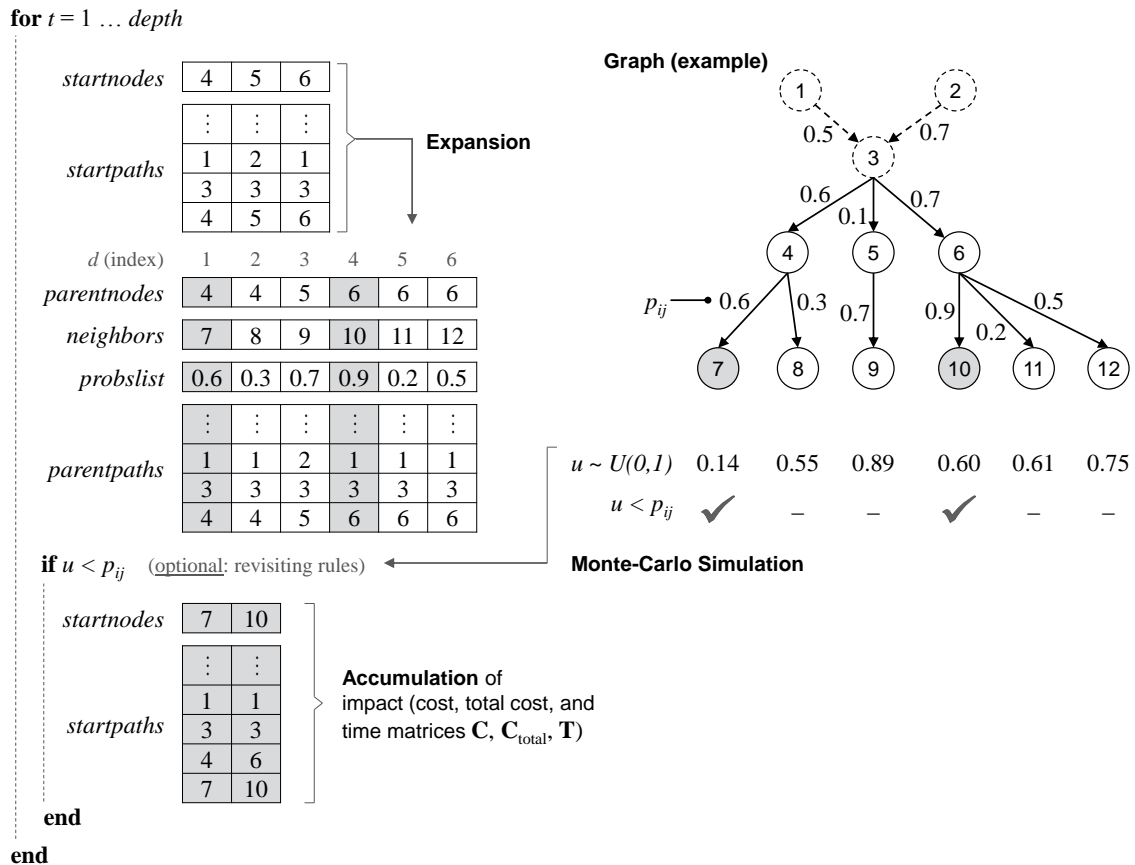 for t = 1 … depth
startnodes 4 5 6
startpaths
⋮ ⋮ ⋮
1 2 1
3 3 3
4 5 6
Expansion
d (index) 1 2 3 4 5 6
parentnodes 4 4 5 6 6 6
neighbors 7 8 9 10 11 12
probslist 0.6 0.3 0.7 0.9 0.2 0.5
parentpaths
⋮ ⋮ ⋮ ⋮ ⋮ ⋮
1 1 2 1 1 1
3 3 3 3 3 3
4 4 5 6 6 6
Graph (example)
1 2
0.5 0.7
3
0.6 0.1 0.7
4 5 6
p_ij 0.6 0.3 0.7 0.9 0.2 0.5
7 8 9 10 11 12
u ~ U(0,1) 0.14 0.55 0.89 0.60 0.61 0.75
u < p_ij ✓ – – ✓ – –
Monte-Carlo Simulation
if u < p_ij (optional: revisiting rules)
startnodes 7 10
startpaths
⋮ ⋮
1 1
3 3
4 6
7 10
Accumulation of
impact (cost, total cost, and
time matrices C, C_total, T)
end
end